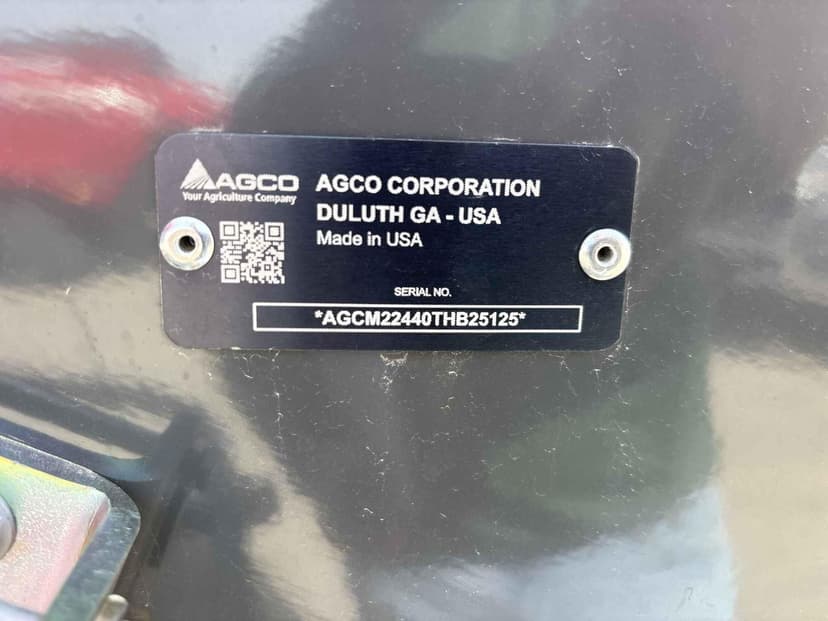 AGCO
Your Agriculture Company
AGCO CORPORATION
DULUTH GA - USA
Made in USA
SERIAL NO.
*AGCM22440THB25125*